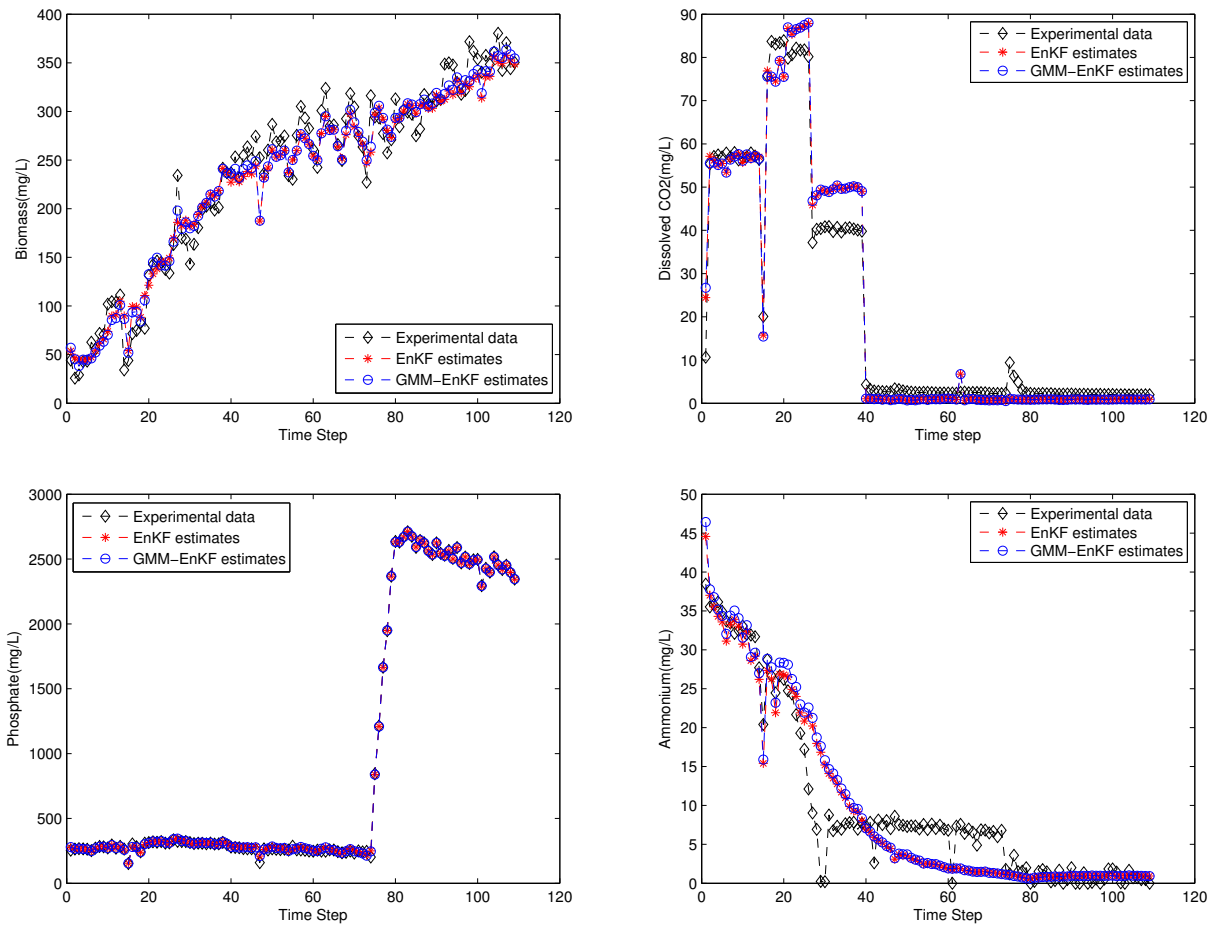 400
350
300
250
200
150
100
50
0
0 20 40 60 80 100 120
Biomass(mg/L)
Time Step
Experimental data
EnKF estimates
GMM−EnKF estimates
90
80
70
60
50
40
30
20
10
0
0 20 40 60 80 100 120
Dissolved CO2(mg/L)
Time step
Experimental data
EnKF estimates
GMM−EnKF estimates
3000
2500
2000
1500
1000
500
0
0 20 40 60 80 100 120
Phosphate(mg/L)
Time Step
Experimental data
EnKF estimates
GMM−EnKF estimates
50
45
40
35
30
25
20
15
10
5
0
0 20 40 60 80 100 120
Ammonium(mg/L)
Time Step
Experimental data
EnKF estimates
GMM−EnKF estimates